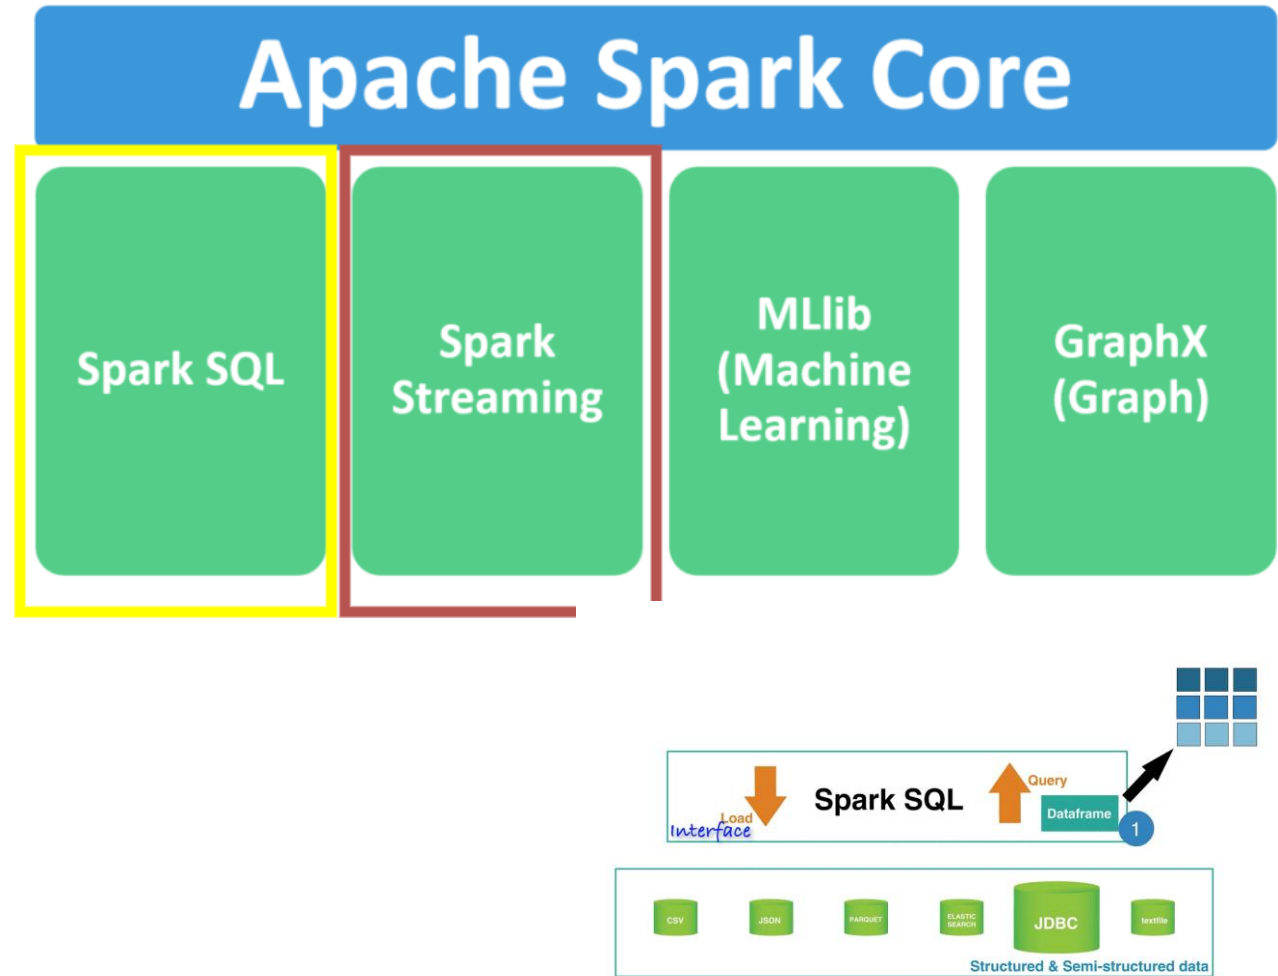 Apache Spark Core
Spark SQL
Spark
Streaming
MLlib
(Machine
Learning)
GraphX
(Graph)
Load
Interface
Spark SQL
Query
Dataframe
1
CSV
JSON
PARQUET
ELASTIC
SEARCH
JDBC
textfile
Structured & Semi-structured data